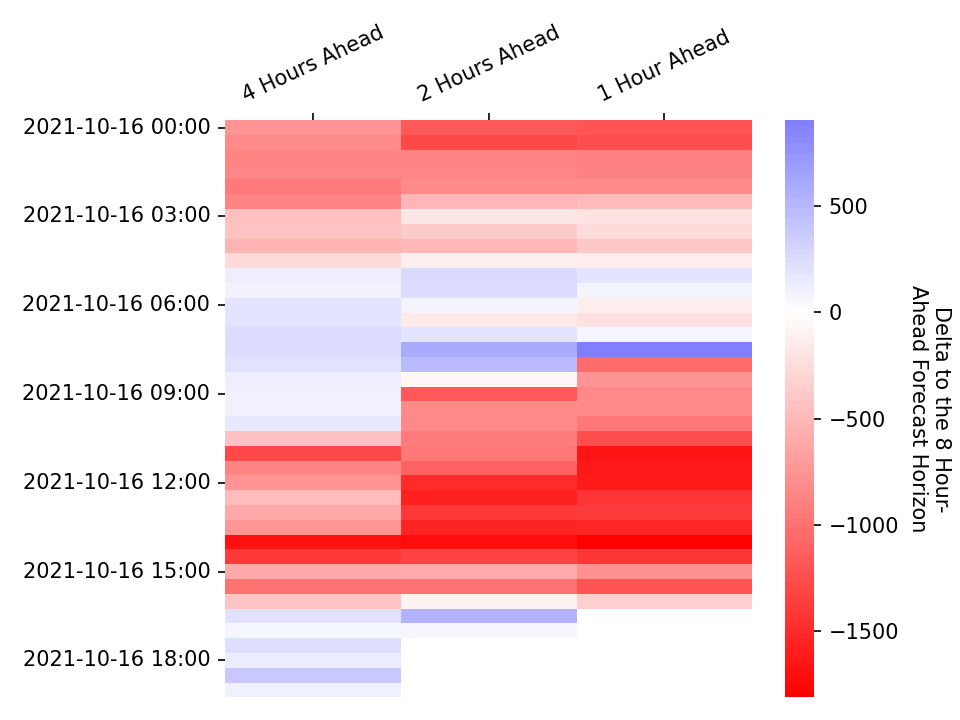 4 Hours Ahead
2 Hours Ahead
1 Hour Ahead
2021-10-16 00:00
2021-10-16 03:00
2021-10-16 06:00
2021-10-16 09:00
2021-10-16 12:00
2021-10-16 15:00
2021-10-16 18:00
500
0
−500
−1000
−1500
Delta to the 8 Hour-
Ahead Forecast Horizon